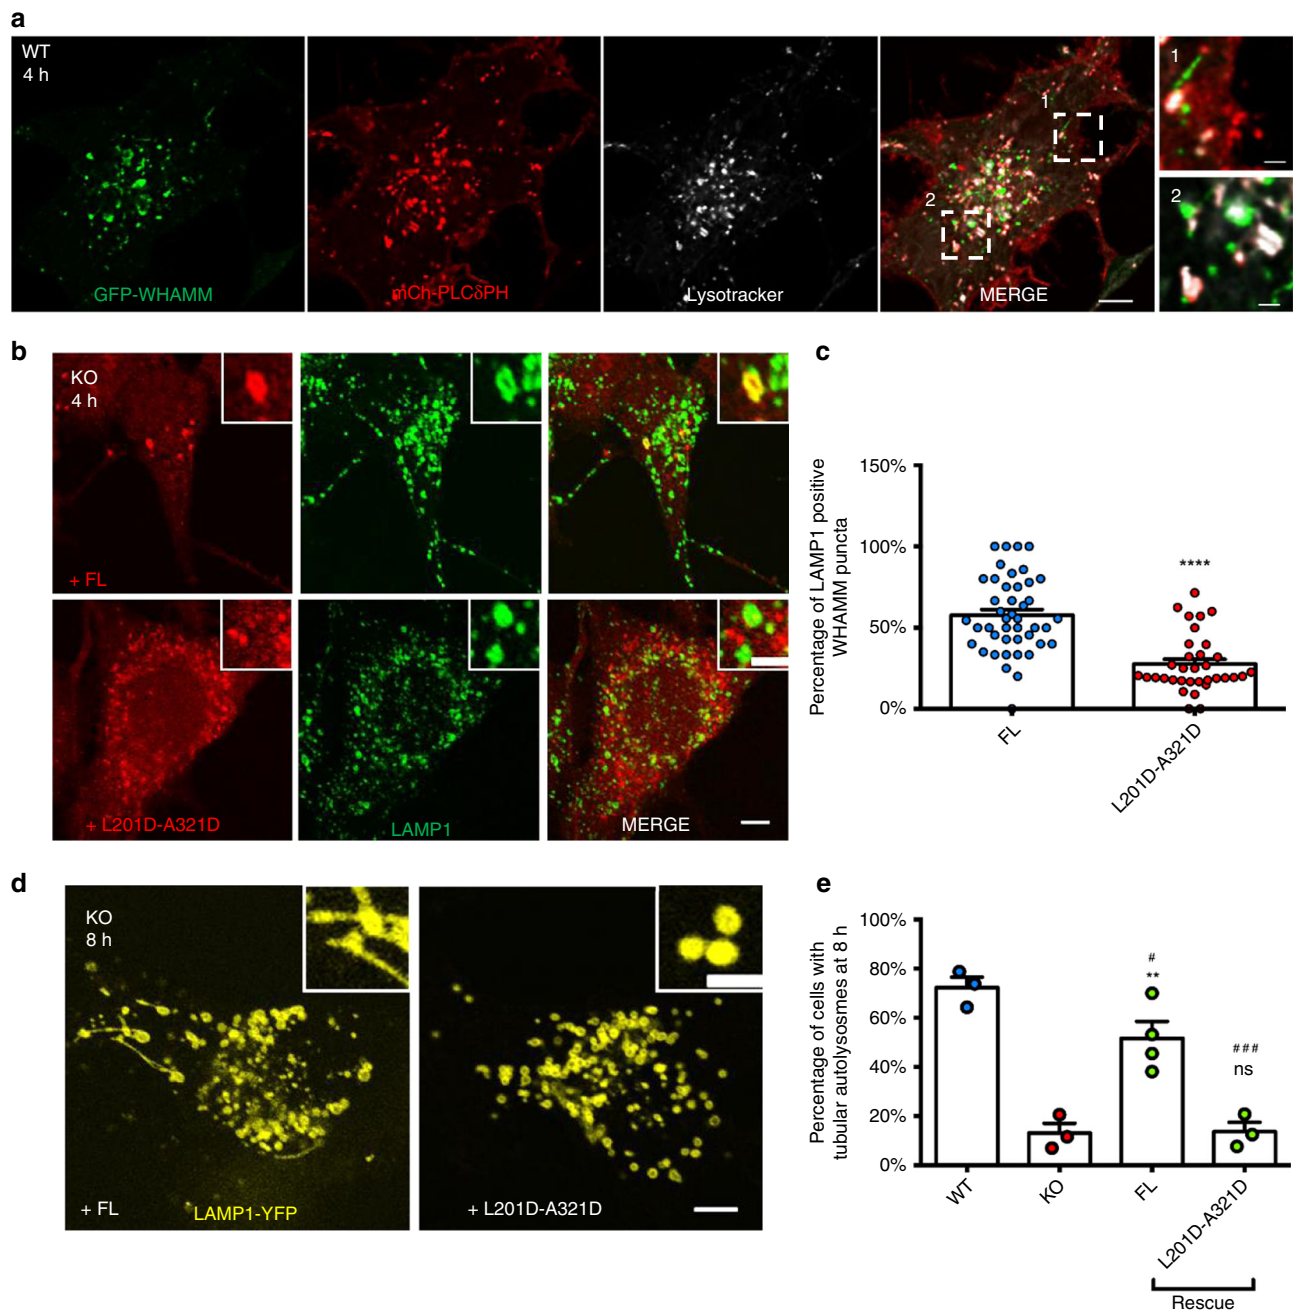 a
WT
4 h
GFP-WHAMM
mCh-PLCδPH
Lysotracker
1
2
MERGE
1
2
b
KO
4 h
+ FL
+ L201D-A321D
LAMP1
MERGE
c
Percentage of LAMP1 positive
WHAMM puncta
150%
100%
50%
0%
****
FL
L201D-A321D
d
KO
8 h
+ FL
LAMP1-YFP
+ L201D-A321D
e
Percentage of cells with
tubular autolysosmes at 8 h
100%
80%
60%
40%
20%
0%
#
**
###
ns
WT
KO
FL
L201D-A321D
Rescue